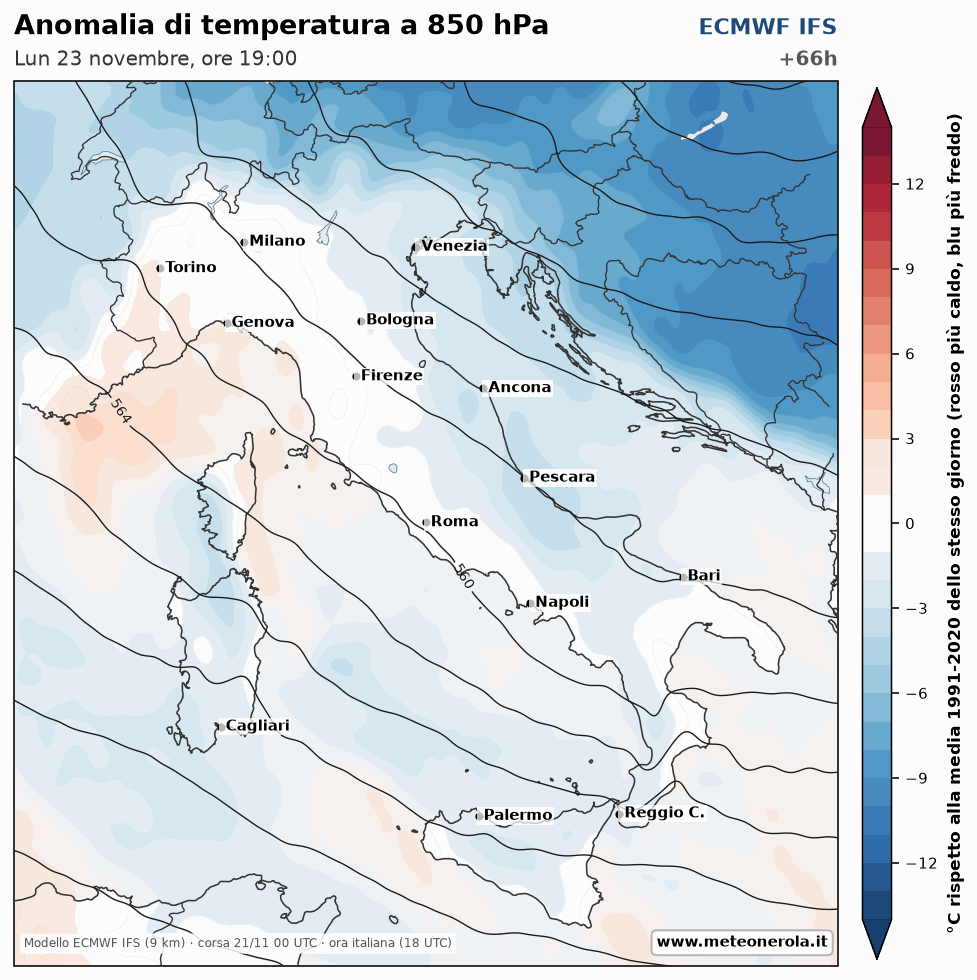 Anomalia di temperatura a 850 hPa
ECMWF IFS
Lun 23 novembre, ore 19:00
+66h
Milano
Venezia
Torino
Genova
Bologna
Firenze
Ancona
564
Pescara
Roma
560
Bari
Napoli
Cagliari
Palermo
Reggio C.
Modello ECMWF IFS (9 km) · corsa 21/11 00 UTC · ora italiana (18 UTC)
www.meteonerola.it
12
9
6
3
0
−3
−6
−9
−12
°C rispetto alla media 1991-2020 dello stesso giorno (rosso più caldo, blu più freddo)